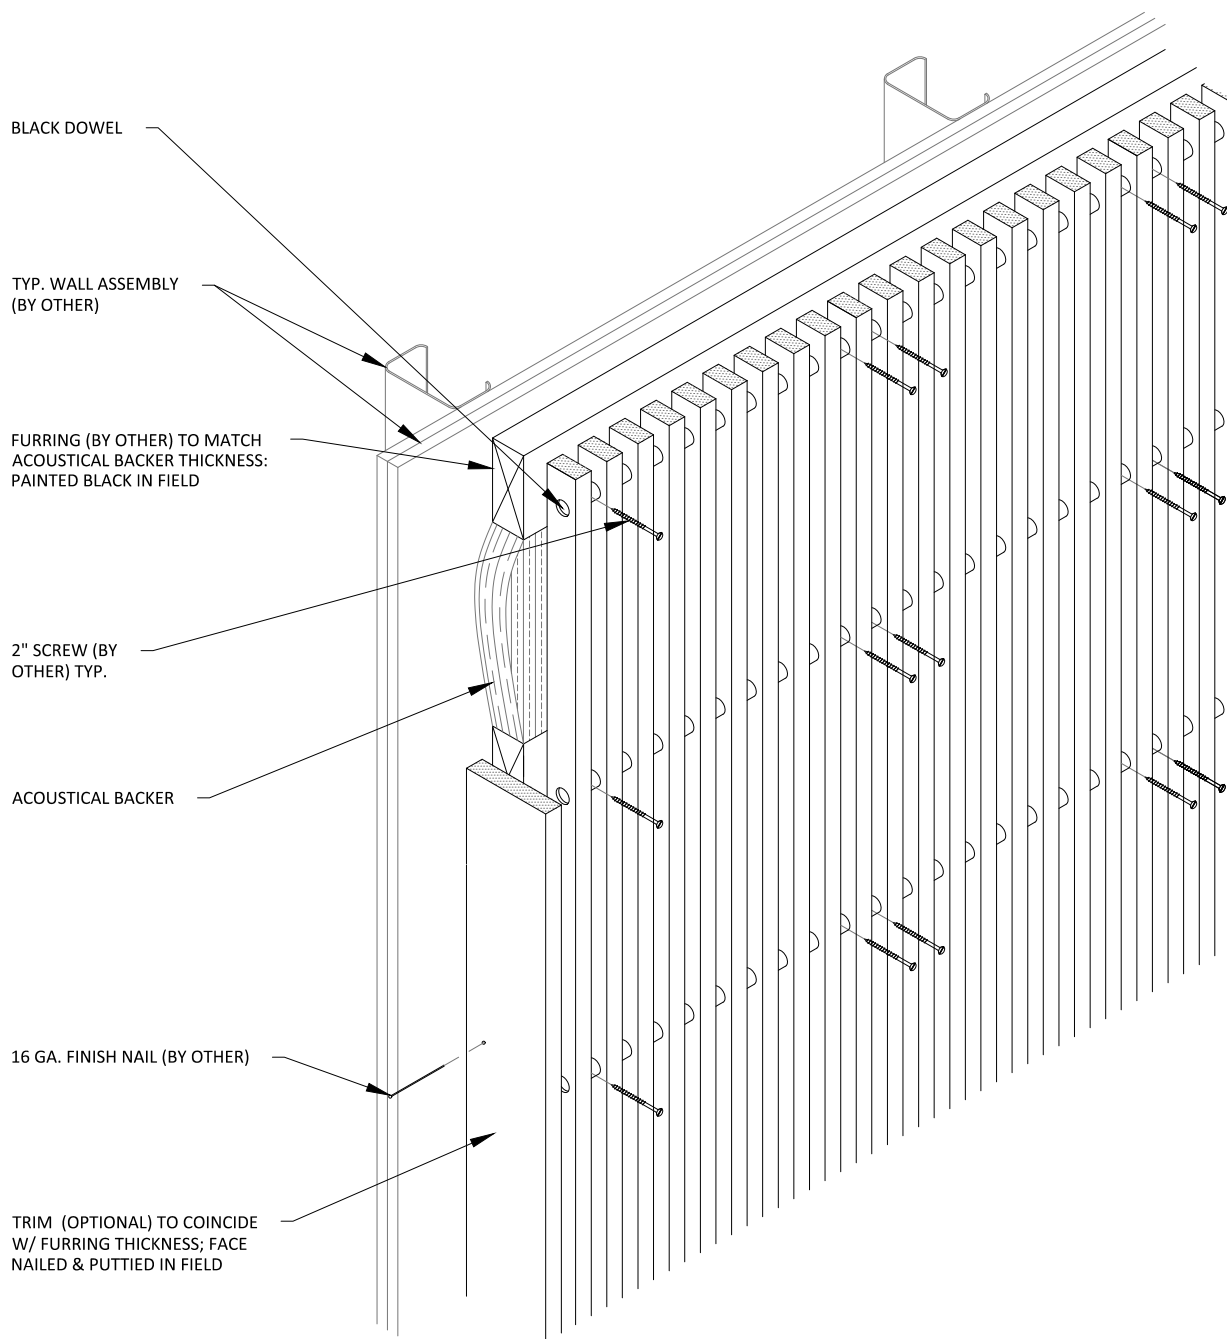 BLACK DOWEL
TYP. WALL ASSEMBLY
(BY OTHER)
FURRING (BY OTHER) TO MATCH
ACOUSTICAL BACKER THICKNESS:
PAINTED BLACK IN FIELD
2" SCREW (BY
OTHER) TYP.
ACOUSTICAL BACKER
16 GA. FINISH NAIL (BY OTHER)
TRIM (OPTIONAL) TO COINCIDE
W/ FURRING THICKNESS; FACE
NAILED & PUTTIED IN FIELD